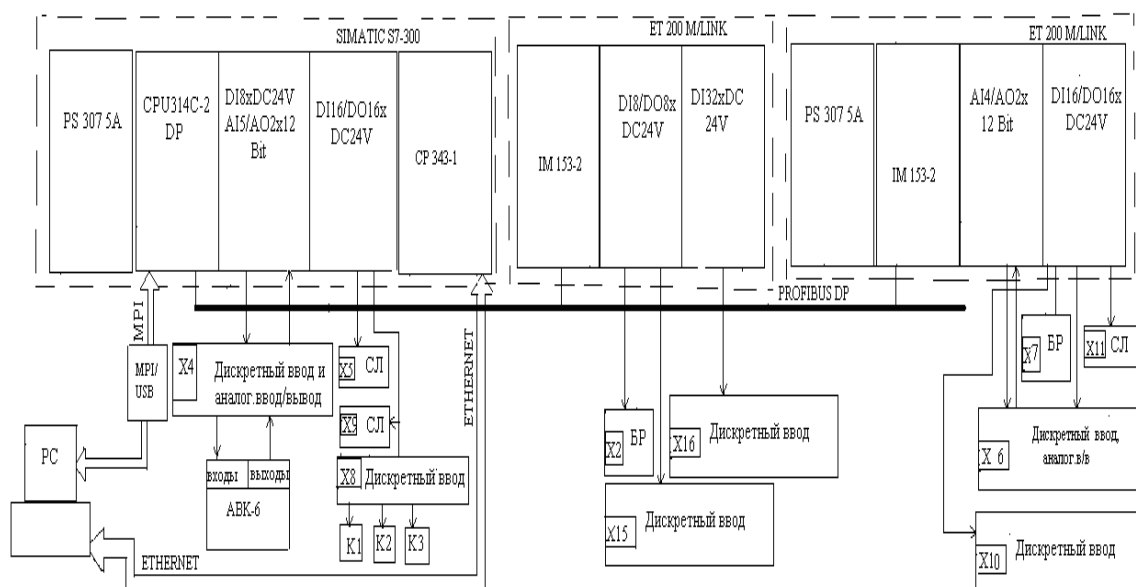 SIMATIC S7-300
ET 200 M/LINK
ET 200 M/LINK
PS 307 5A
CPU314C-2
DP
DI8xDC24V
AI5/AO2x12
Bit
DI16/DO16x
DC24V
CP 343-1
IM 153-2
DI8/DO8x
DC24V
DI32xDC
24V
PS 307 5A
IM 153-2
AI4/AO2x
12 Bit
DI16/DO16x
DC24V
PROFIBUS DP
MPI
ETHERNET
MPI/
USB
X4
Дискретный ввод и
аналог.ввод/вывод
X5
СЛ
X9
СЛ
X8
Дискретный ввод
K1
K2
K3
входы
выходы
АВК-6
PC
ETHERNET
X2
БР
X16
Дискретный ввод
X15
Дискретный ввод
X7
БР
X11
СЛ
X 6
Дискретный ввод,
аналог.в/в
X10
Дискретный ввод